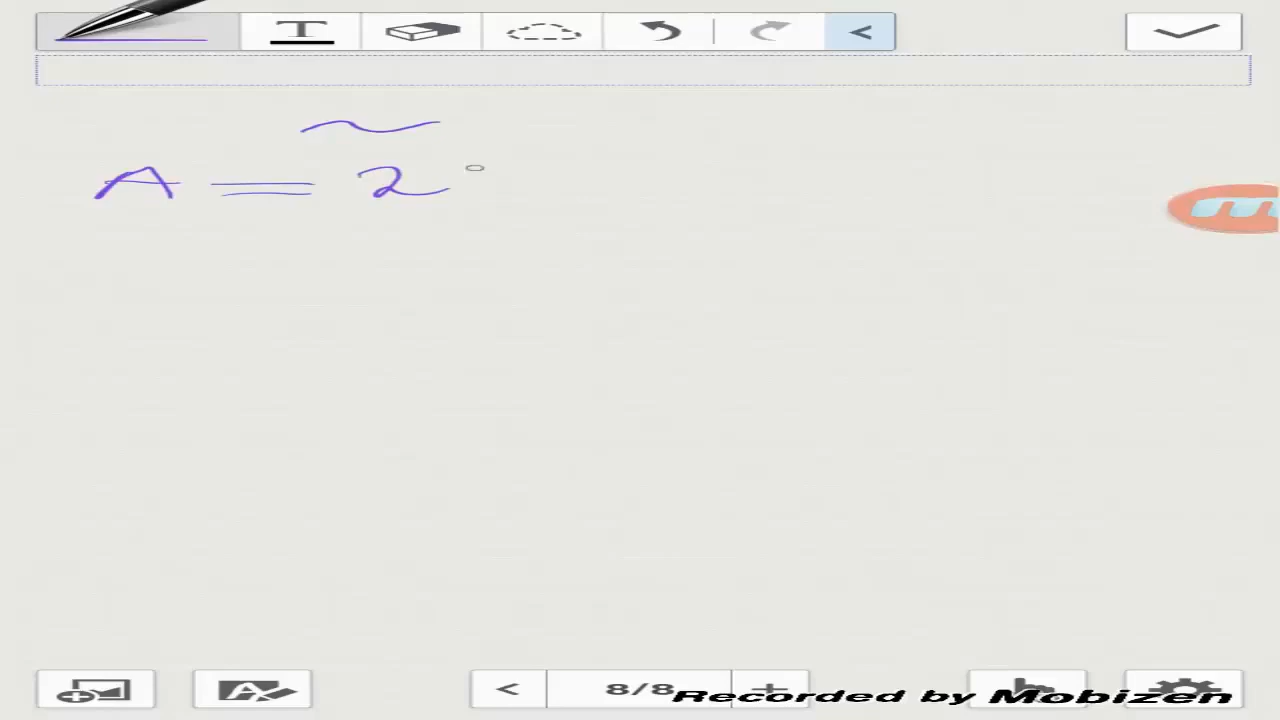 T
<
~
A = 2
A
<
8/8
+
Recorded by Mobizen